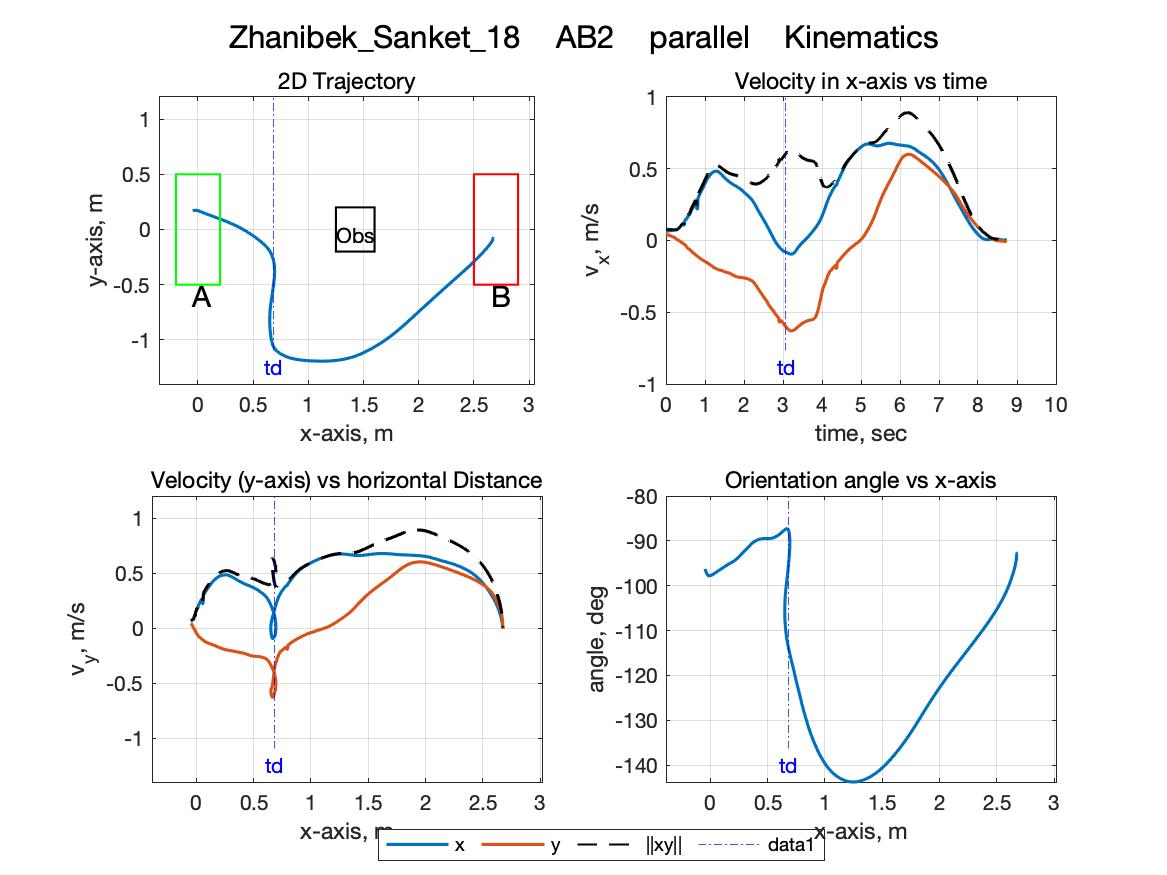 Zhanibek_Sanket_18 AB2 parallel Kinematics
2D Trajectory
1
0.5
0
-0.5
-1
y-axis, m
A
Obs
B
td
0 0.5 1 1.5 2 2.5 3
x-axis, m
Velocity in x-axis vs time
1
0.5
0
-0.5
-1
vx, m/s
td
0 1 2 3 4 5 6 7 8 9 10
time, sec
Velocity (y-axis) vs horizontal Distance
1
0.5
0
-0.5
-1
vy, m/s
td
0 0.5 1 1.5 2 2.5 3
x-axis, m
Orientation angle vs x-axis
-80
-90
-100
-110
-120
-130
-140
angle, deg
td
0 0.5 1 1.5 2 2.5 3
x-axis, m
x y ||xy|| data1